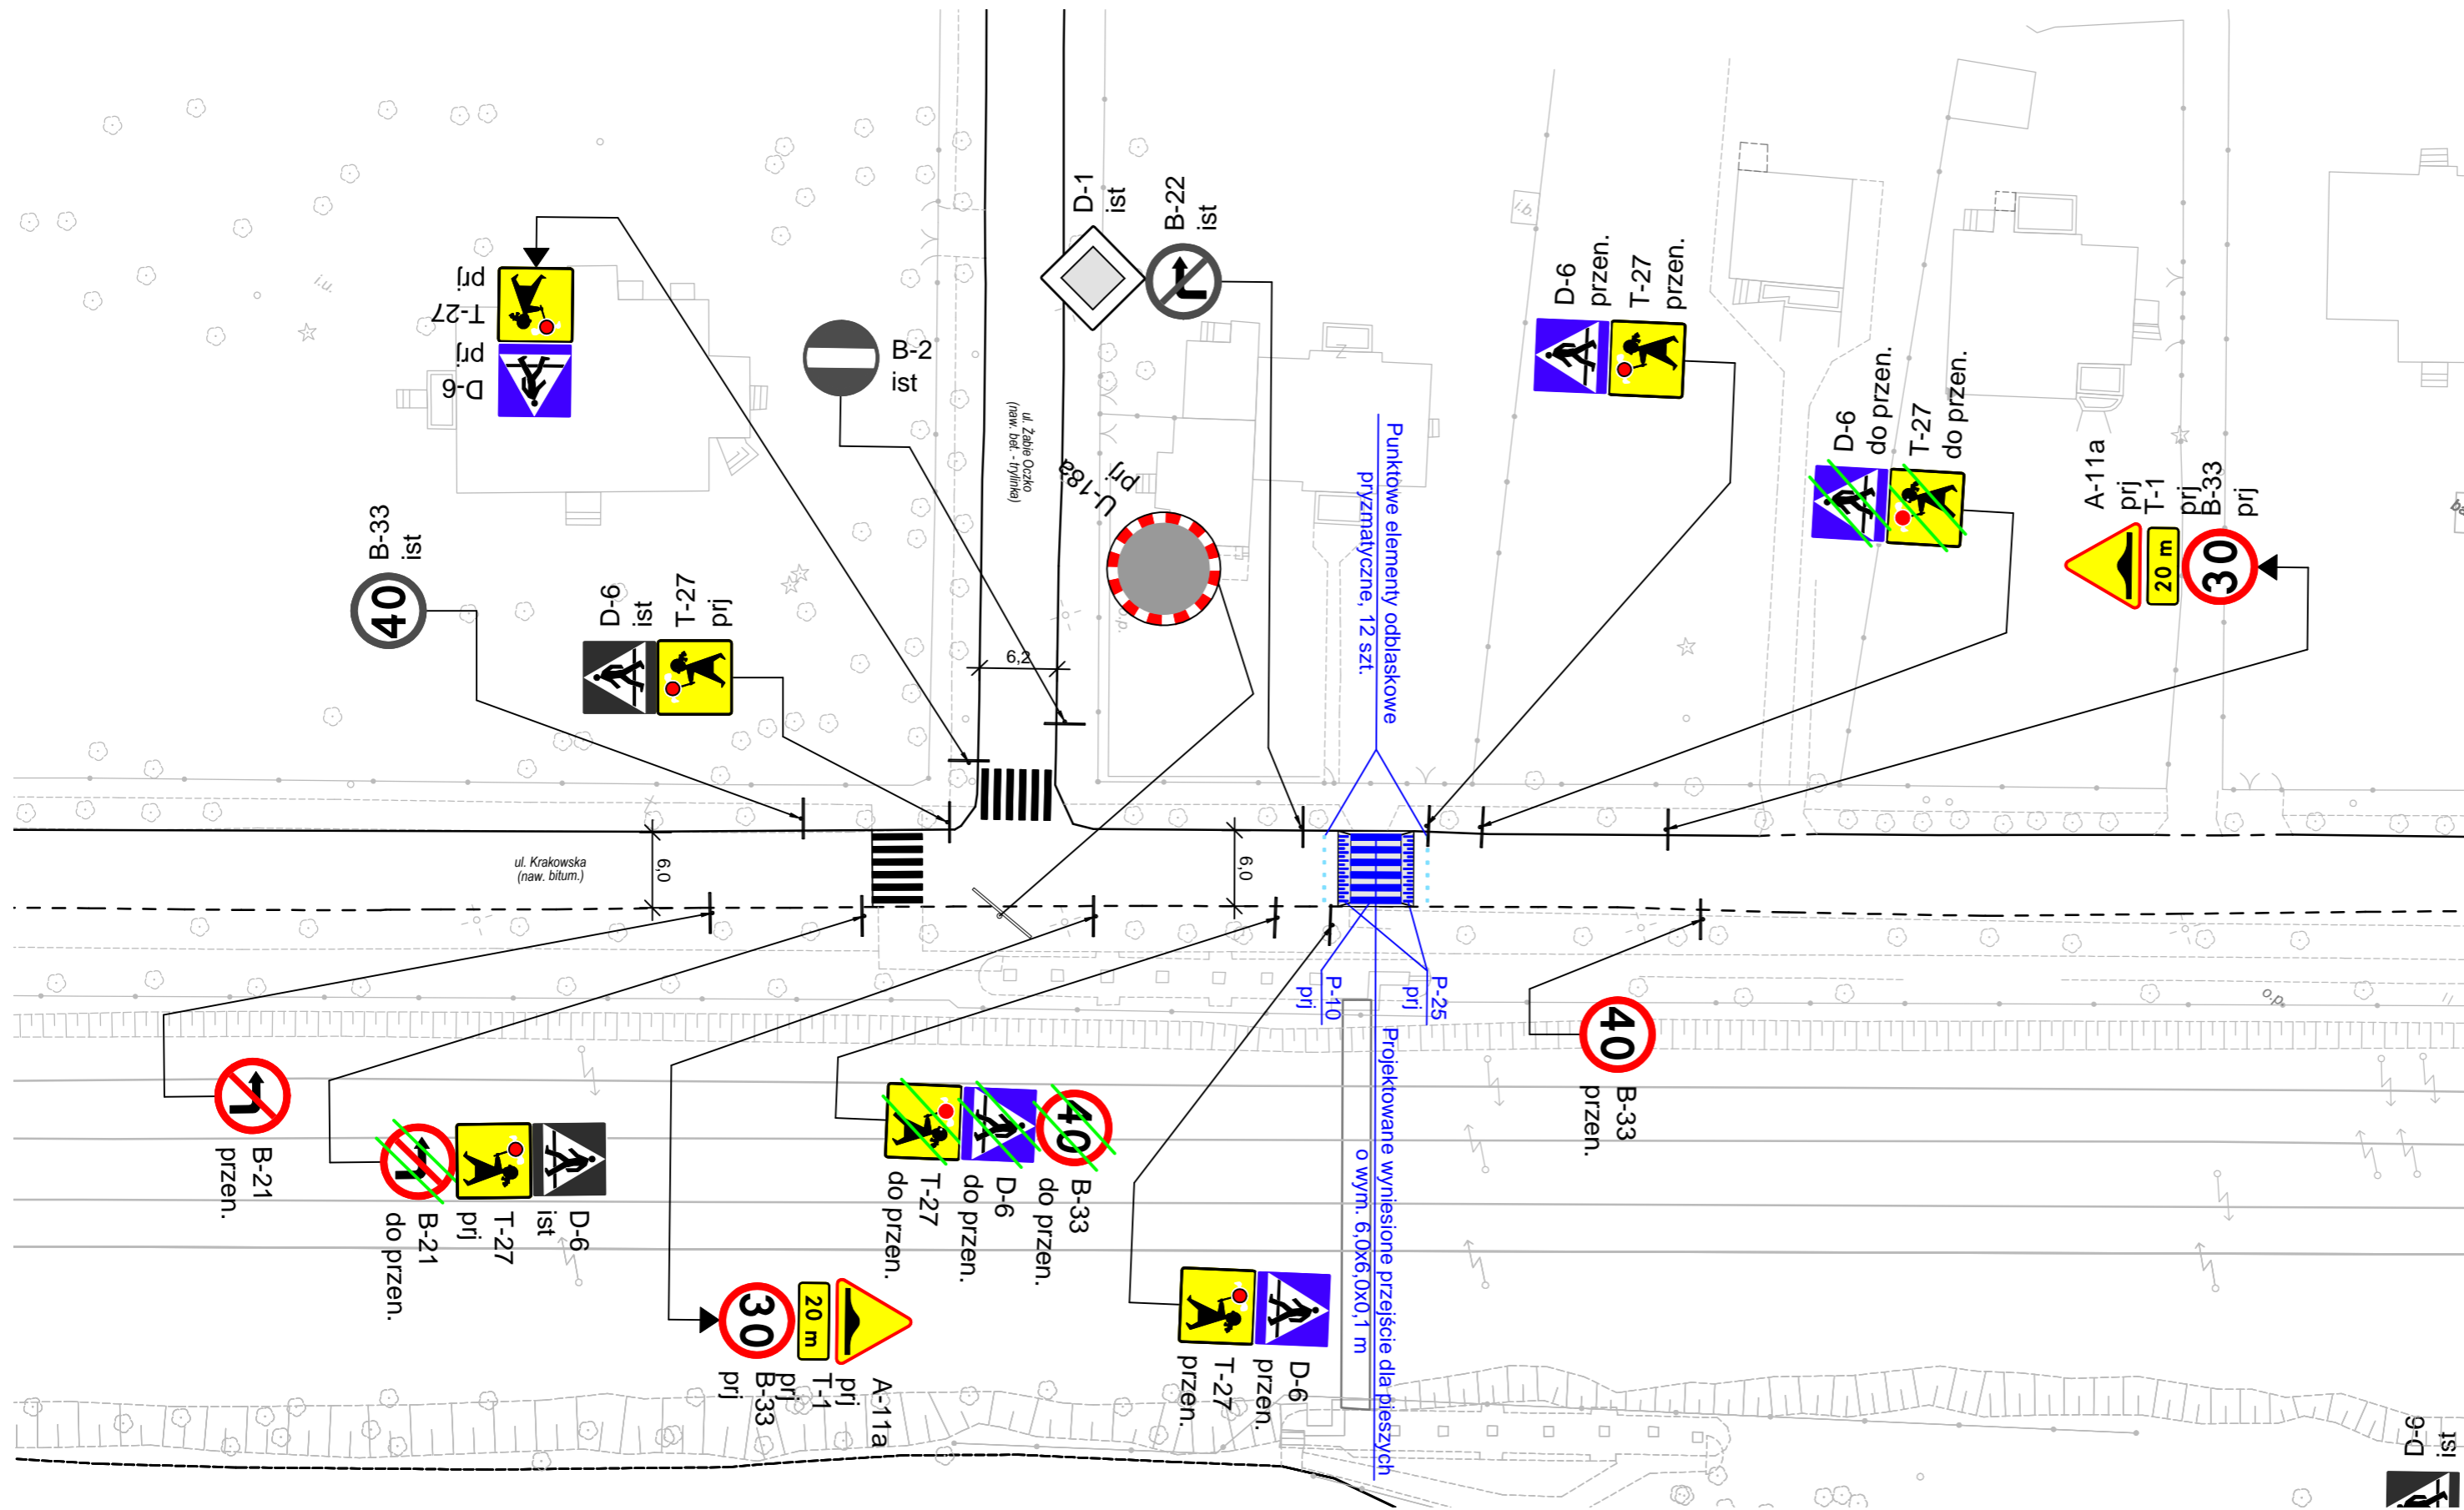 D-1
ist
B-22
ist
D-6
przen.
T-27
przen.
i.b.
i.u.
T-27
prj
D-6
prj
B-2
ist
D-6
do przen.
T-27
do przen.
ul. Żabie Oczko
(naw. bet. - trylinka)
U-18a
prj
Punktowe elementy odblaskowe
pryzmatyczne, 12 szt.
A-11a
prj
T-1
prj
B-33
prj
20 m
30
B-33
ist
40
D-6
ist
T-27
prj
6,2
ul. Krakowska
(naw. bitum.)
6,0
6,0
P-10
prj
P-25
prj
o.p.
Projektowane wyniesione przejście dla pieszych
o wym. 6,0x6,0x0,1 m
40
B-33
przen.
B-21
przen.
B-21
do przen.
T-27
prj
D-6
ist
40
T-27
do przen.
D-6
do przen.
B-33
do przen.
30
20 m
B-33
prj
T-1
prj
A-11a
prj
T-27
przen.
D-6
przen.
D-6
ist